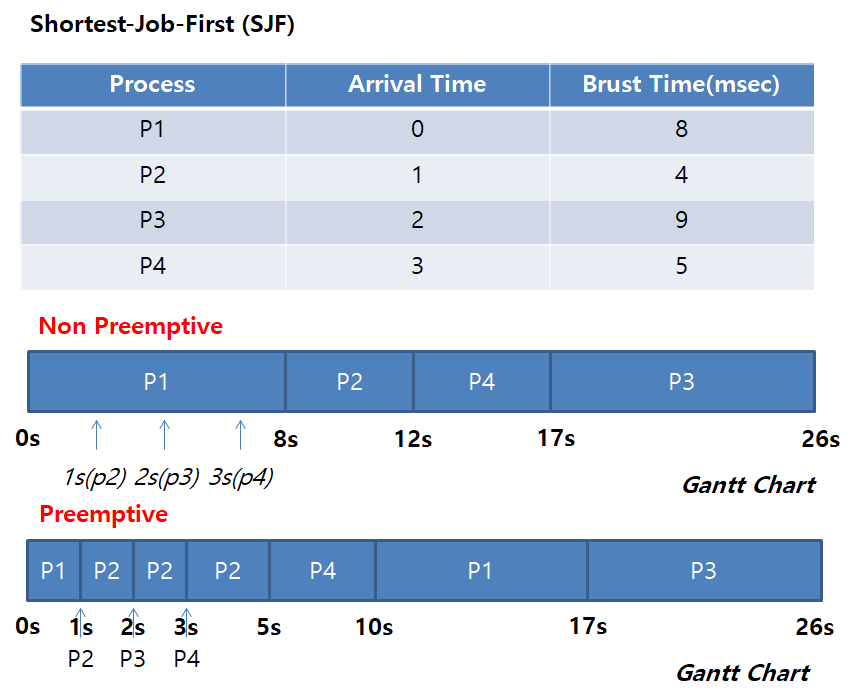 Shortest-Job-First (SJF)
Process Arrival Time Brust Time(msec)
P1 0 8
P2 1 4
P3 2 9
P4 3 5
Non Preemptive
P1 P2 P4 P3
0s 8s 12s 17s 26s
1s(p2) 2s(p3) 3s(p4)
Gantt Chart
Preemptive
P1 P2 P2 P2 P4 P1 P3
0s 1s 2s 3s 5s 10s 17s 26s
P2 P3 P4
Gantt Chart